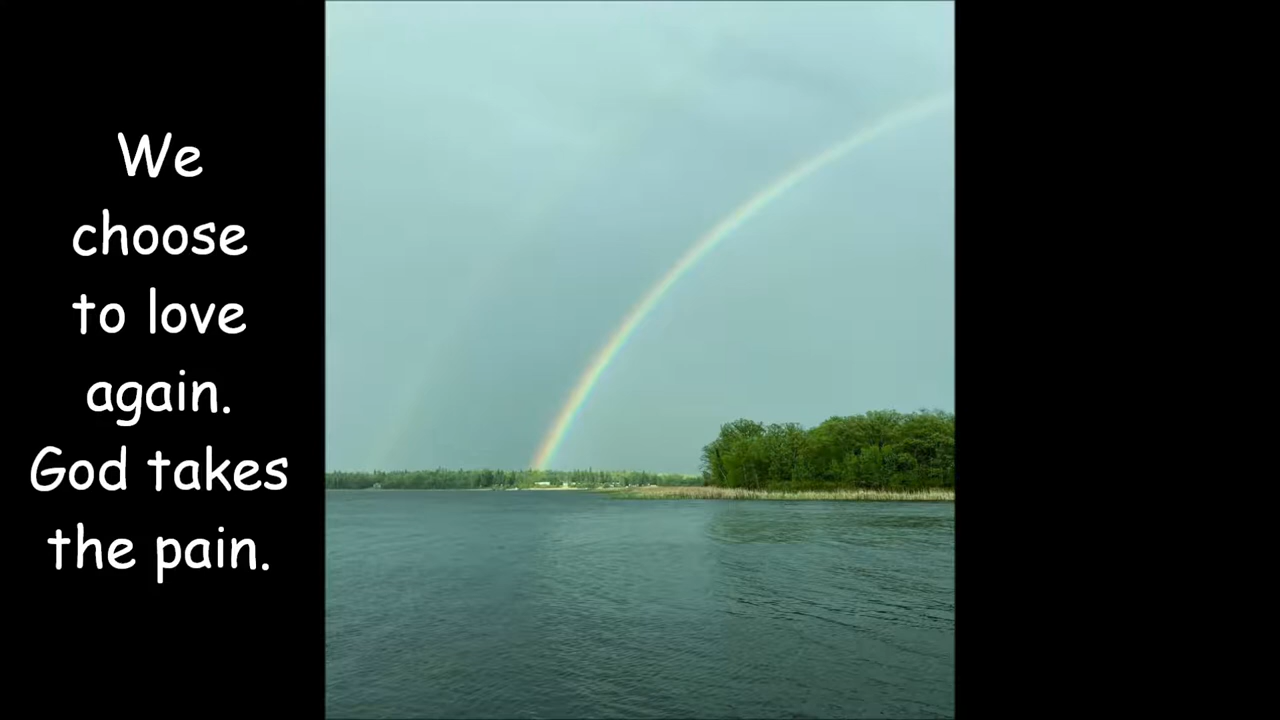 We
choose
to love
again.
God takes
the pain.